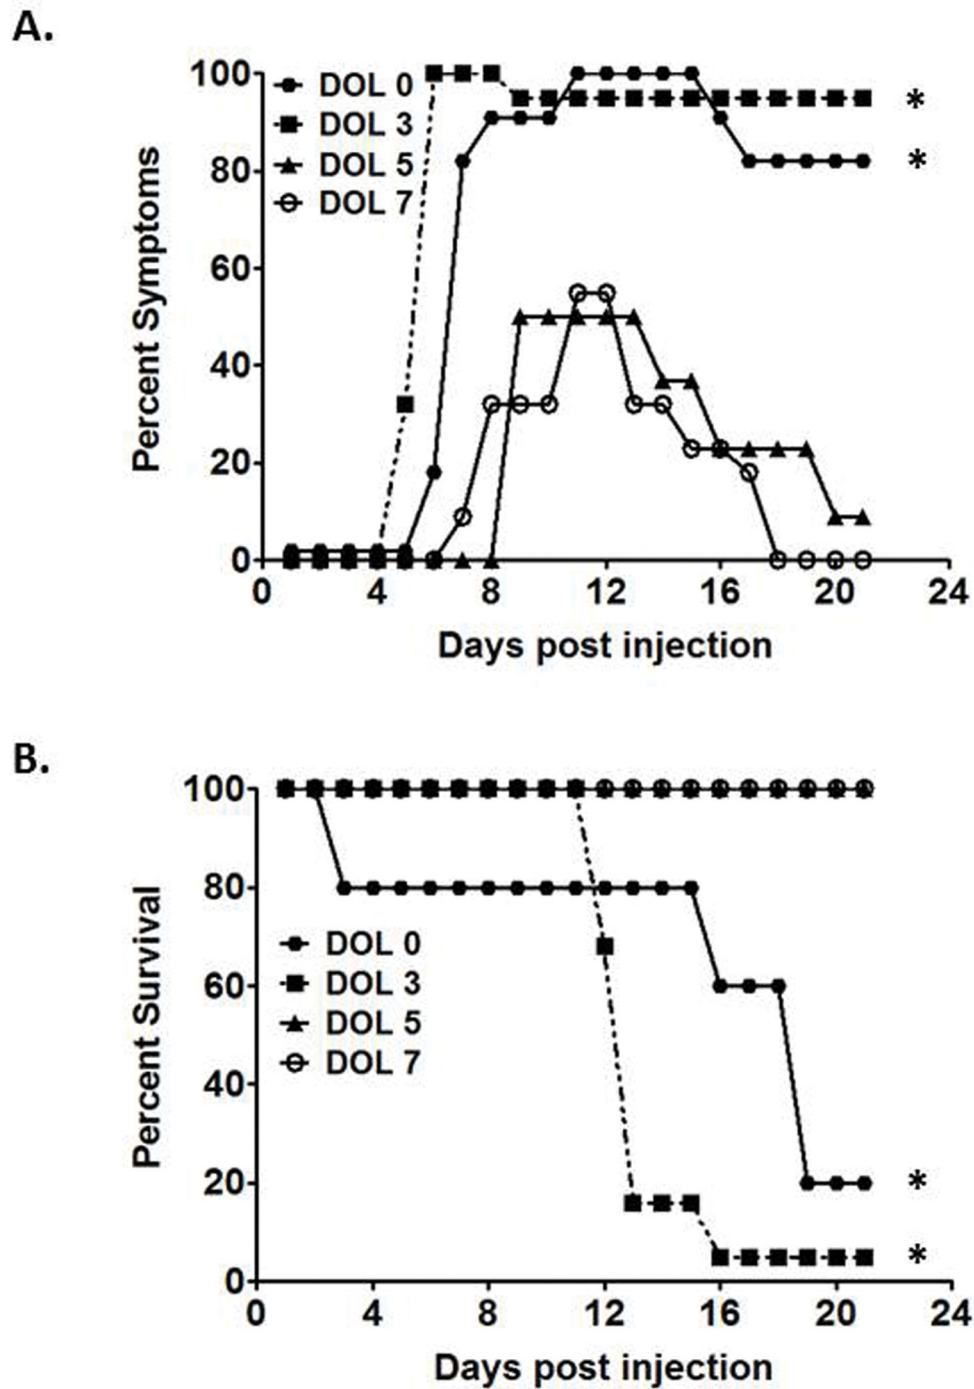 A.
100
80
60
40
20
0
Percent Symptoms
DOL 0
DOL 3
DOL 5
DOL 7
*
*
0 4 8 12 16 20 24
Days post injection
B.
100
80
60
40
20
0
Percent Survival
DOL 0
DOL 3
DOL 5
DOL 7
*
*
0 4 8 12 16 20 24
Days post injection